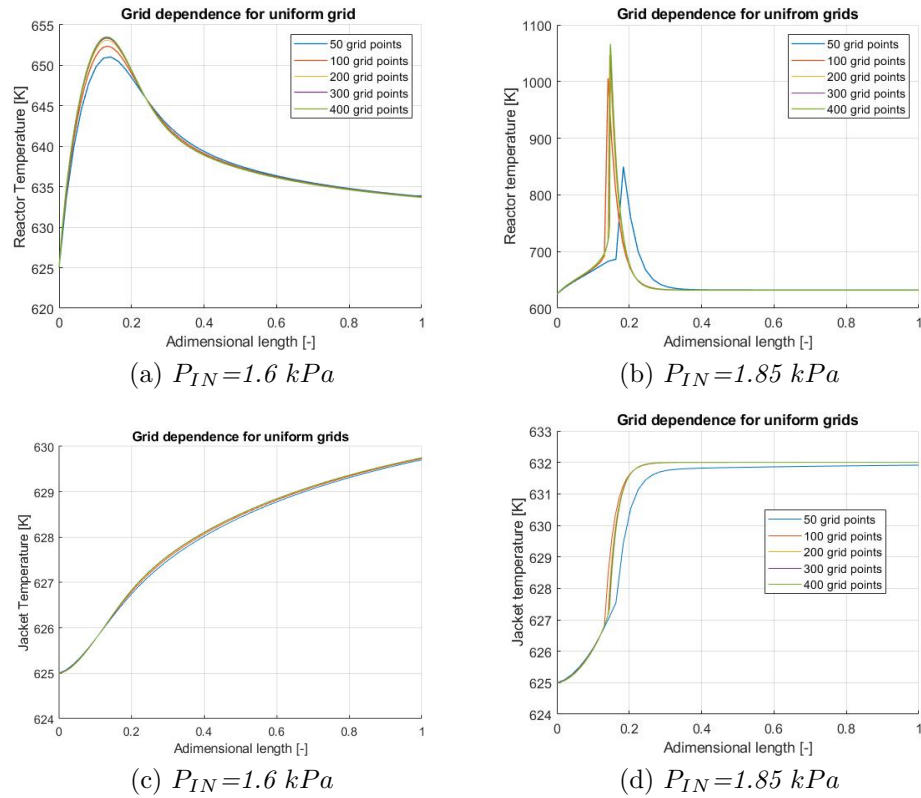 Grid dependence for uniform grid
Reactor Temperature [K]
655
650
645
640
635
630
625
620
0
0.2
0.4
0.6
0.8
1
Adimensional length [-]
50 grid points
100 grid points
200 grid points
300 grid points
400 grid points
(a) P_IN=1.6 kPa
Grid dependence for unifrom grids
Reactor temperature [K]
1100
1000
900
800
700
600
0
0.2
0.4
0.6
0.8
1
Adimensional length [-]
50 grid points
100 grid points
200 grid points
300 grid points
400 grid points
(b) P_IN=1.85 kPa
Grid dependence for uniform grids
Jacket Temperature [K]
630
629
628
627
626
625
624
0
0.2
0.4
0.6
0.8
1
Adimensional length [-]
(c) P_IN=1.6 kPa
Grid dependence for uniform grids
Jacket temperature [K]
633
632
631
630
629
628
627
626
625
624
0
0.2
0.4
0.6
0.8
1
Adimensional length [-]
50 grid points
100 grid points
200 grid points
300 grid points
400 grid points
(d) P_IN=1.85 kPa